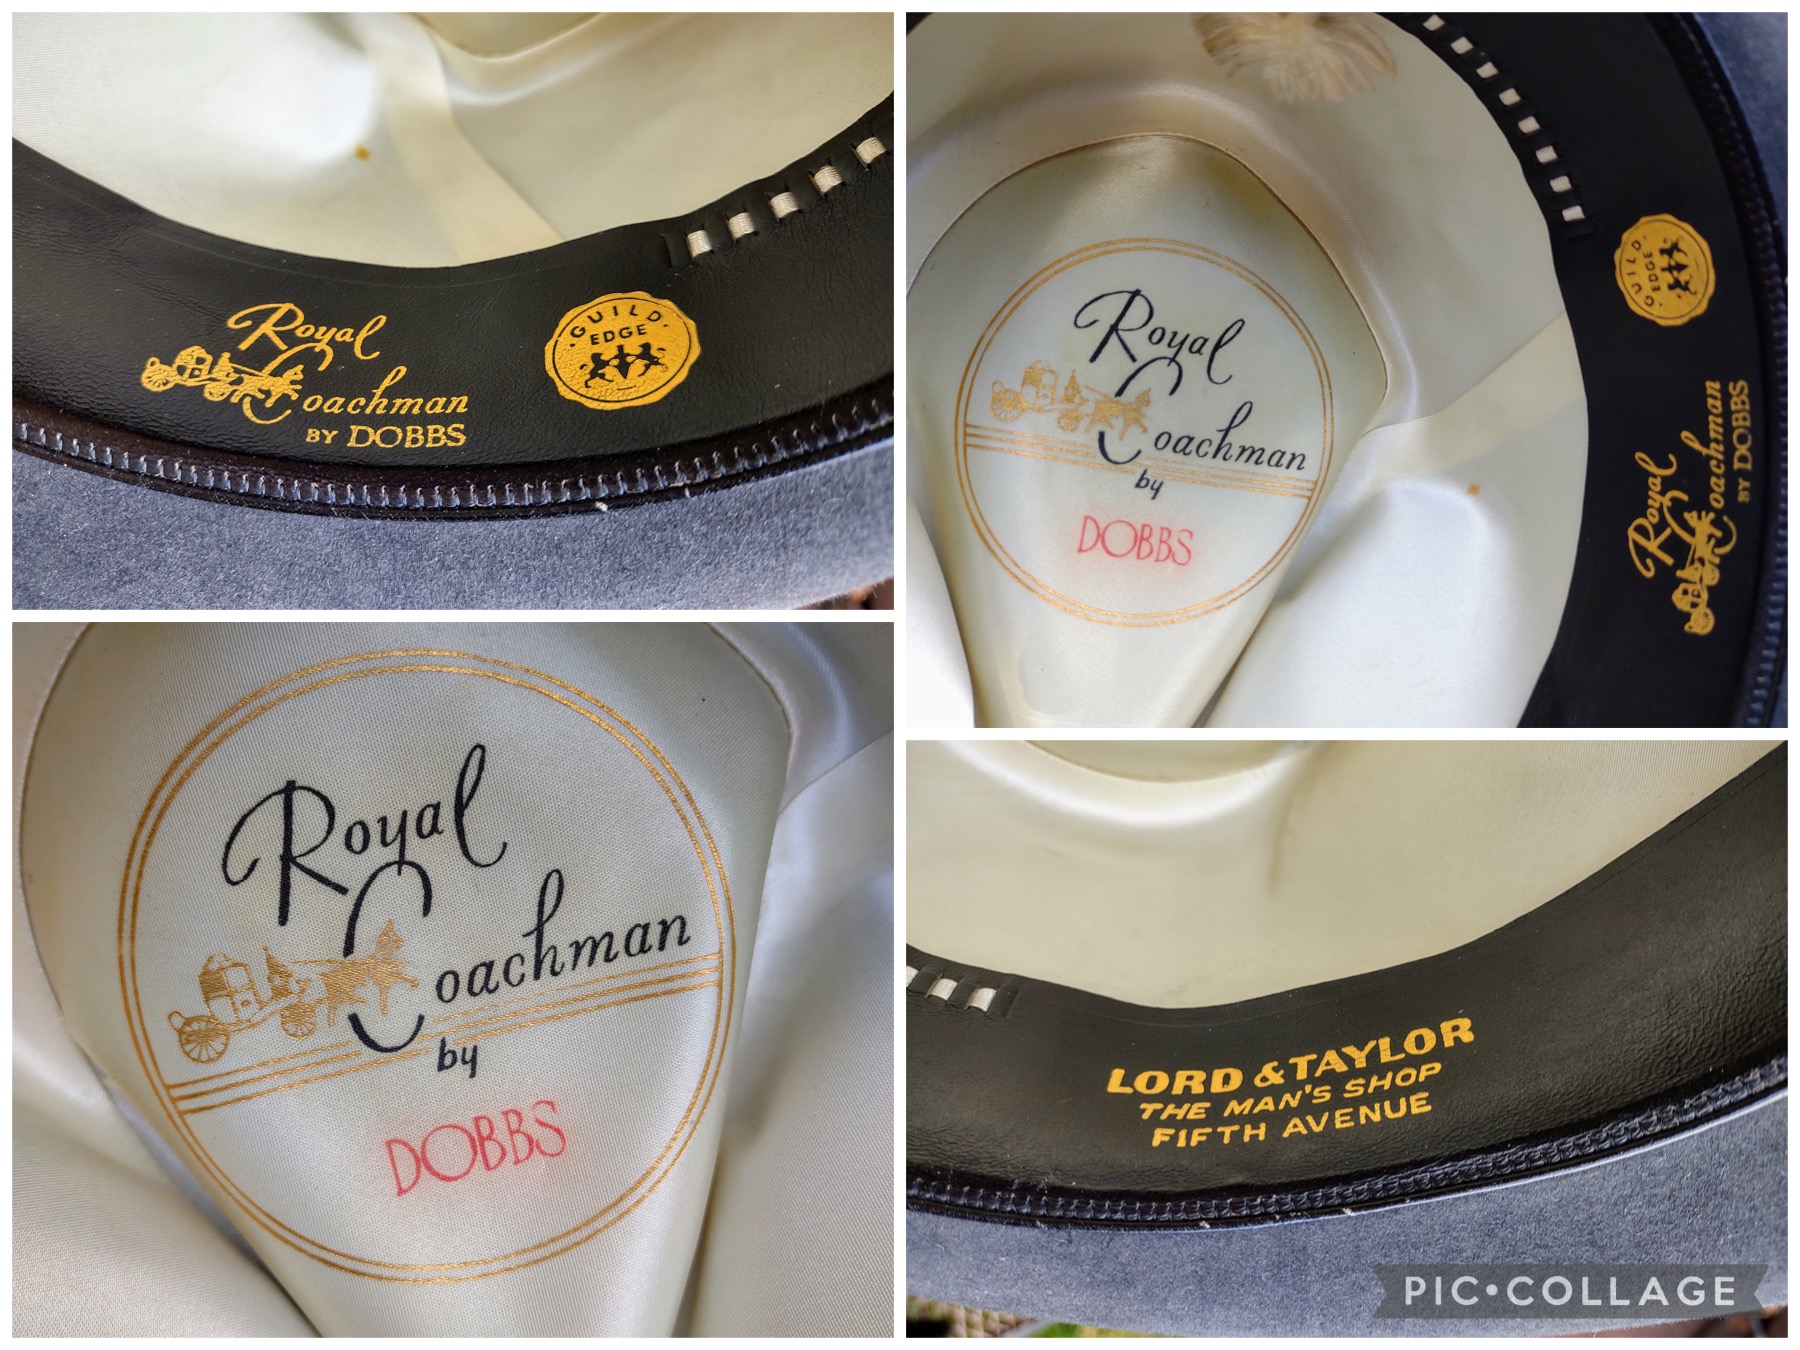 Royal
Coachman
BY DOBBS
GUILD
EDGE
Royal
Coachman
by
DOBBS
GUILD
EDGE
Royal
Coachman
BY DOBBS
Royal
Coachman
by
DOBBS
LORD & TAYLOR
THE MAN'S SHOP
FIFTH AVENUE
PIC•COLLAGE